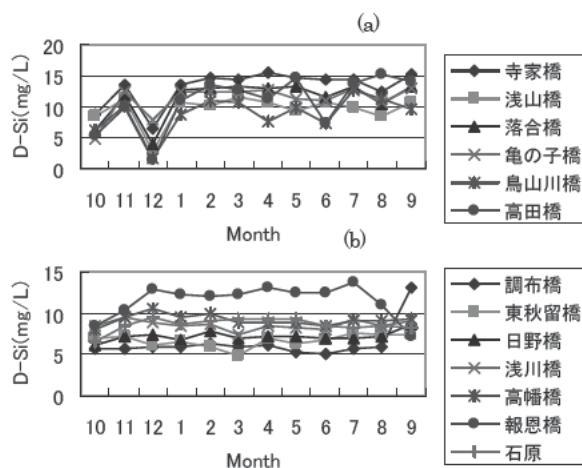 (a)
D-Si(mg/L)
20
15
10
5
0
10 11 12 1 2 3 4 5 6 7 8 9
Month
寺家橋
浅山橋
落合橋
亀の子橋
鳥山川橋
高田橋
(b)
D-Si(mg/L)
15
10
5
0
10 11 12 1 2 3 4 5 6 7 8 9
Month
調布橋
東秋留橋
日野橋
浅川橋
高幡橋
報恩橋
石原